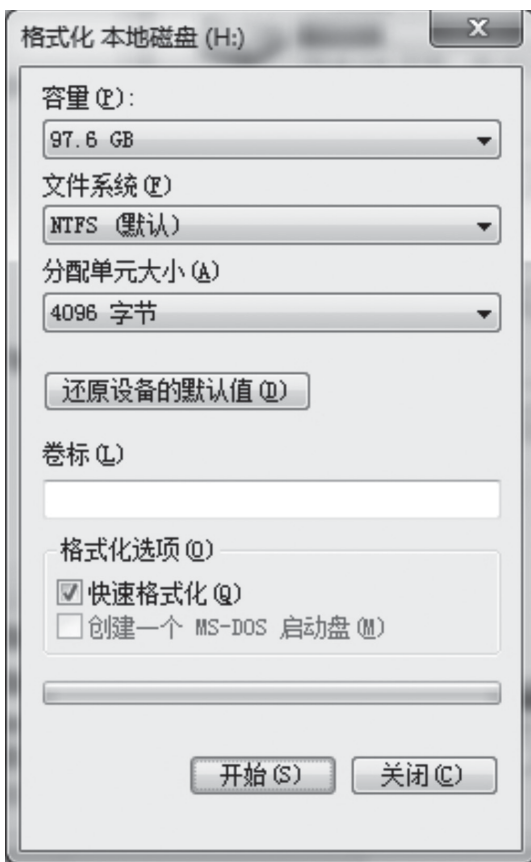 格式化 本地磁盘 (H:)
容量(P):
97.6 GB
文件系统(F)
NTFS (默认)
分配单元大小(A)
4096 字节
还原设备的默认值(D)
卷标(L)
格式化选项(O)
快速格式化(Q)
创建一个 MS-DOS 启动盘(M)
开始(S)
关闭(C)